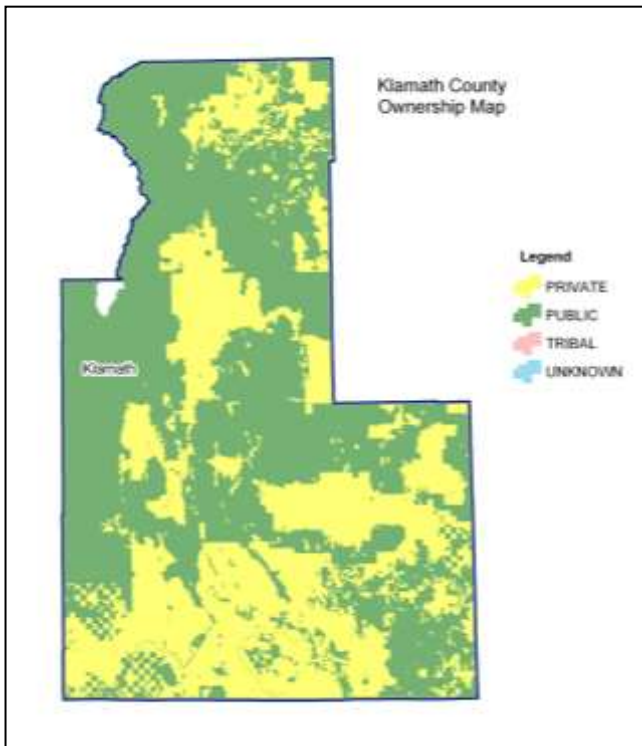 Klamath County
Ownership Map
Legend
PRIVATE
PUBLIC
TRIBAL
UNKNOWN
Klamath